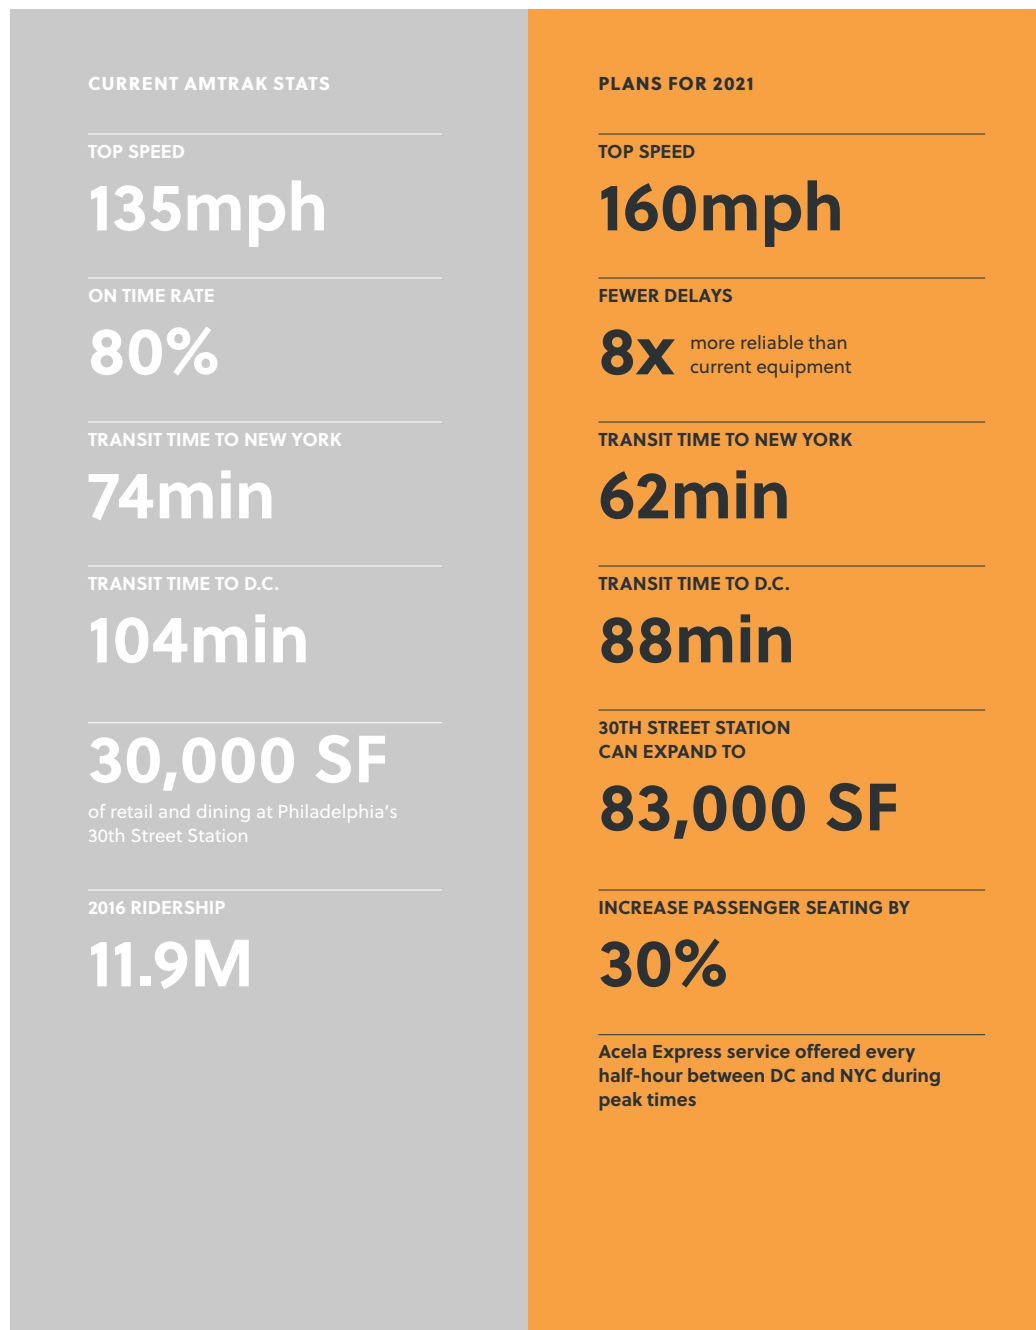 CURRENT AMTRAK STATS
TOP SPEED
135mph
ON TIME RATE
80%
TRANSIT TIME TO NEW YORK
74min
TRANSIT TIME TO D.C.
104min
30,000 SF
of retail and dining at Philadelphia's
30th Street Station
2016 RIDERSHIP
11.9M
PLANS FOR 2021
TOP SPEED
160mph
FEWER DELAYS
8x more reliable than
current equipment
TRANSIT TIME TO NEW YORK
62min
TRANSIT TIME TO D.C.
88min
30TH STREET STATION
CAN EXPAND TO
83,000 SF
INCREASE PASSENGER SEATING BY
30%
Acela Express service offered every
half-hour between DC and NYC during
peak times